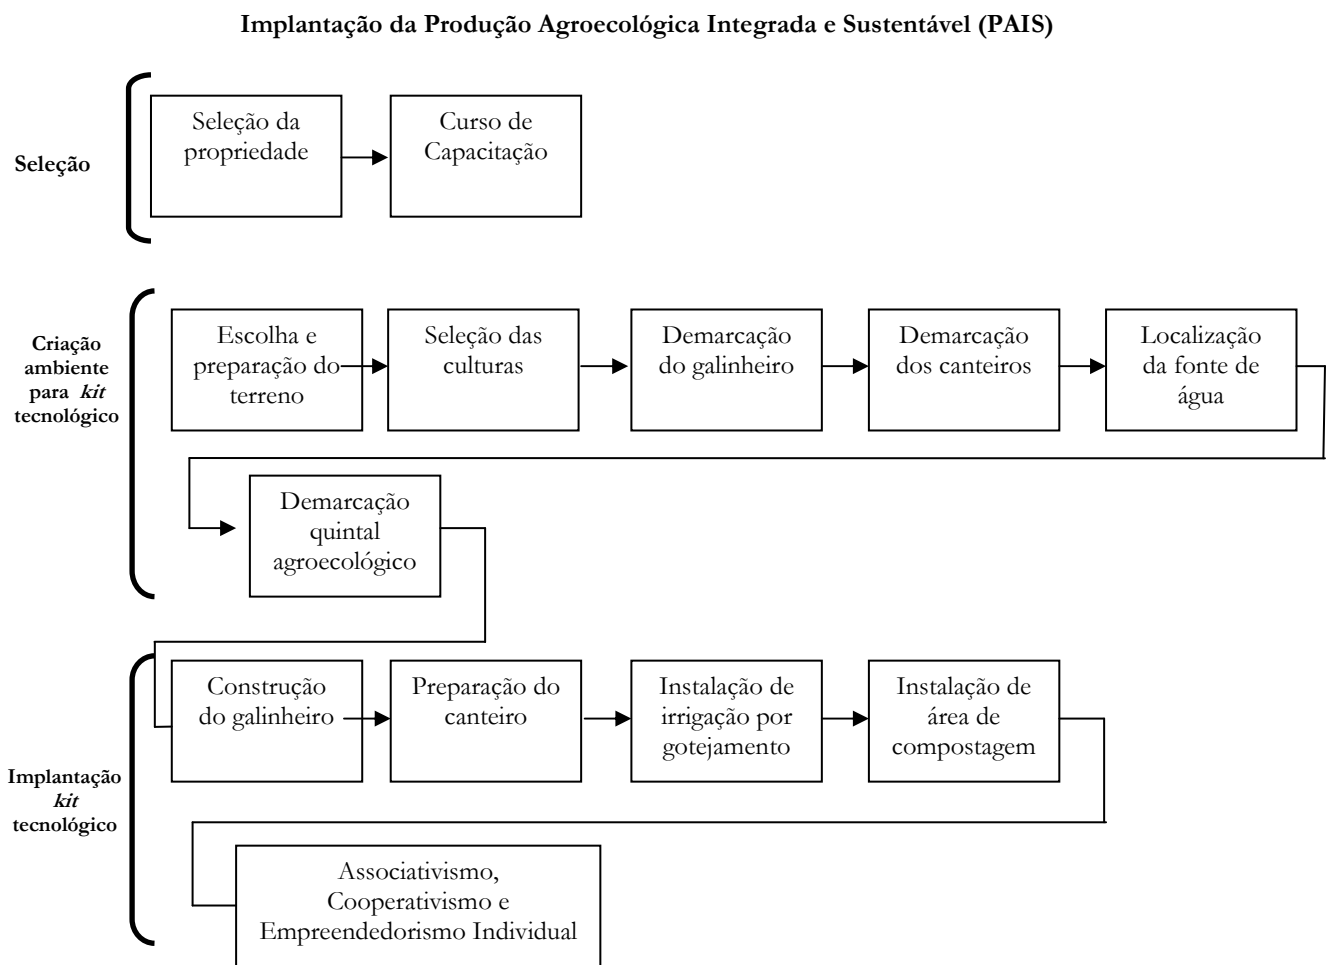 Implantação da Produção Agroecológica Integrada e Sustentável (PAIS)
Seleção
Seleção da
propriedade
Curso de
Capacitação
Criação
ambiente
para kit
tecnológico
Escolha e
preparação do
terreno
Seleção das
culturas
Demarcação
do galinheiro
Demarcação
dos canteiros
Localização
da fonte de
água
Demarcação
quintal
agroecológico
Implantação
kit
tecnológico
Construção
do galinheiro
Preparação do
canteiro
Instalação de
irrigação por
gotejamento
Instalação de
área de
compostagem
Associativismo,
Cooperativismo e
Empreendedorismo Individual